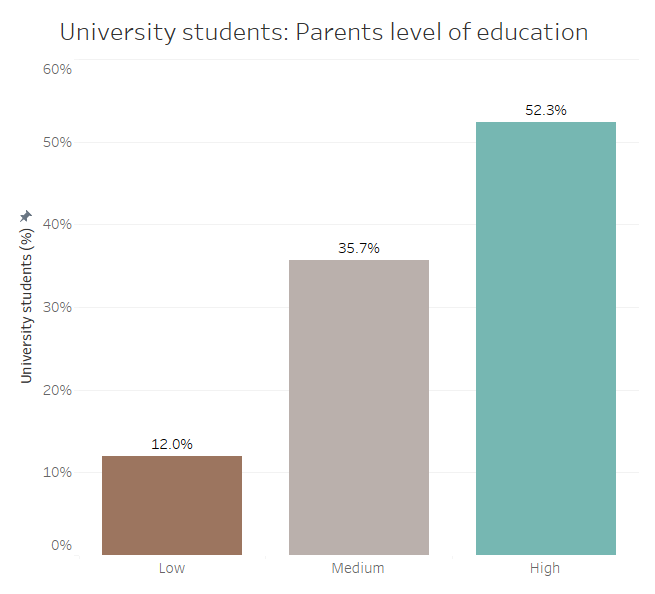 University students: Parents level of education
60%
52.3%
50%
University students (%)
40%
35.7%
30%
20%
12.0%
10%
0%
Low
Medium
High